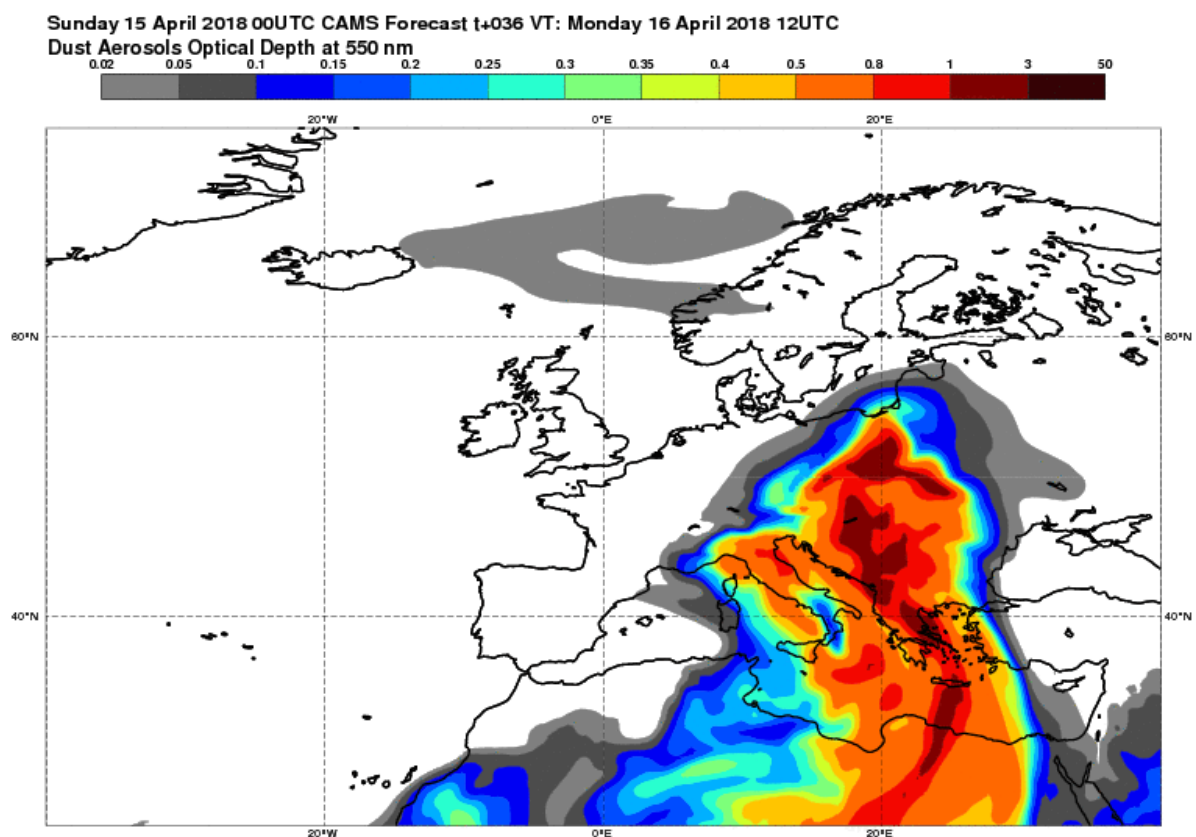 Sunday 15 April 2018 00UTC CAMS Forecast t+036 VT: Monday 16 April 2018 12UTC
Dust Aerosols Optical Depth at 550 nm
0.02 0.05 0.1 0.15 0.2 0.25 0.3 0.35 0.4 0.5 0.8 1 3 50
20°W 0°E 20°E
60°N 60°N
40°N 40°N
20°W 0°E 20°E